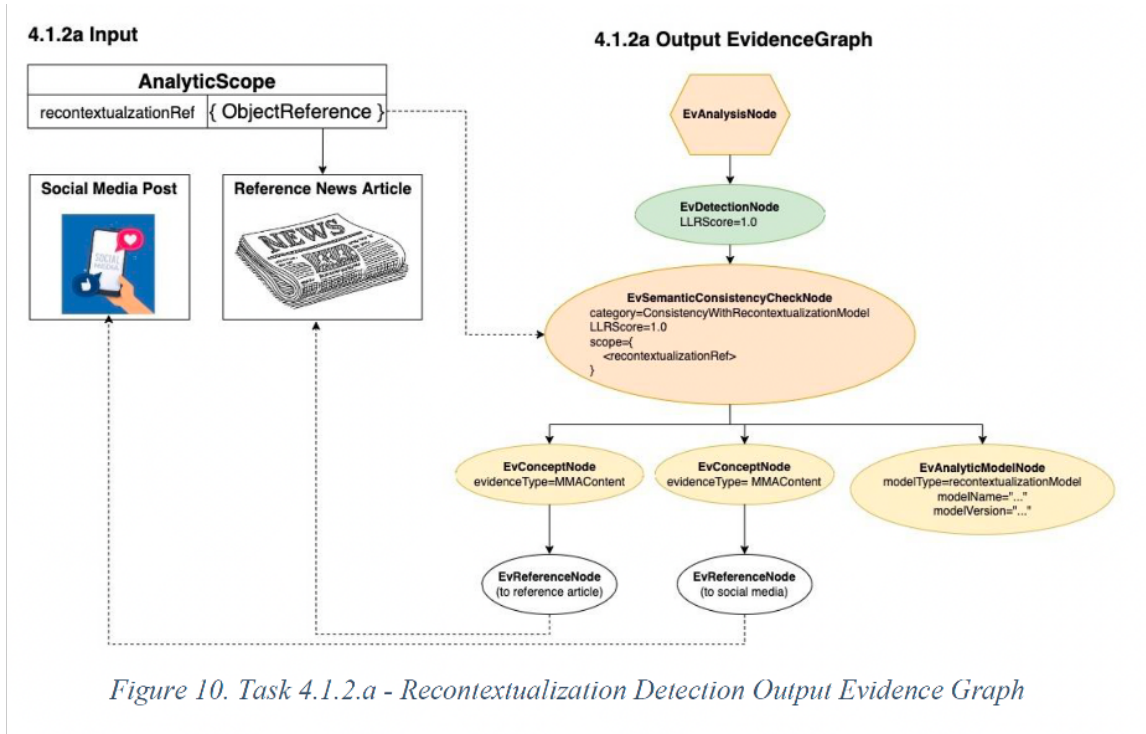 4.1.2a Input
4.1.2a Output EvidenceGraph
AnalyticScope
recontextualzationRef
{ ObjectReference }
Social Media Post
SOCIAL
MEDIA
Reference News Article
NEWS
EvAnalysisNode
EvDetectionNode
LLRScore=1.0
EvSemanticConsistencyCheckNode
category=ConsistencyWithRecontextualizationModel
LLRScore=1.0
scope={
<recontextualizationRef>
}
EvConceptNode
evidenceType=MMAContent
EvConceptNode
evidenceType= MMAContent
EvAnalyticModelNode
modelType=recontextualizationModel
modelName="..."
modelVersion="..."
EvReferenceNode
(to reference article)
EvReferenceNode
(to social media)
Figure 10. Task 4.1.2.a - Recontextualization Detection Output Evidence Graph